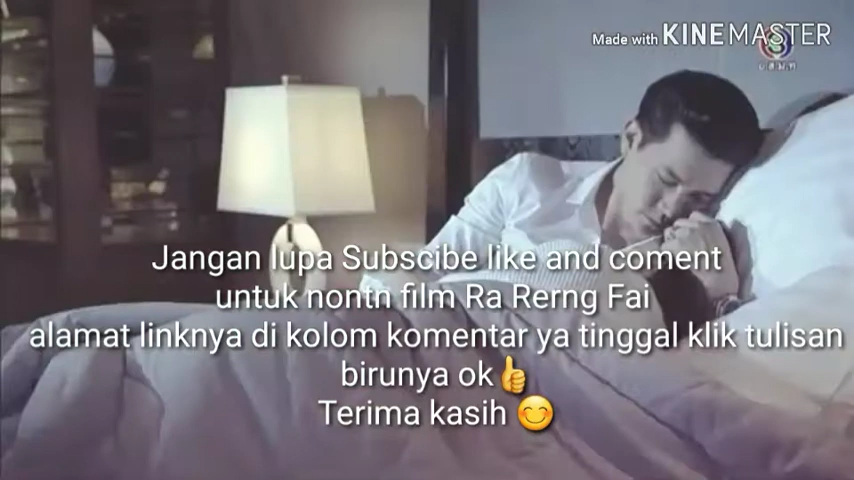 Made with KINEMASTER
Jangan lupa Subscibe like and coment
untuk nontn film Ra Rerng Fai
alamat linknya di kolom komentar ya tinggal klik tulisan
birunya ok👍
Terima kasih 😊